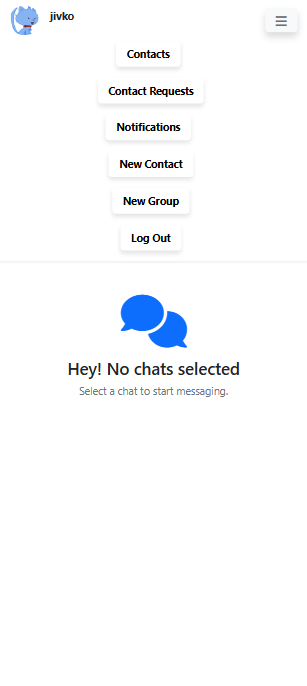 jivko
Contacts
Contact Requests
Notifications
New Contact
New Group
Log Out
Hey! No chats selected
Select a chat to start messaging.